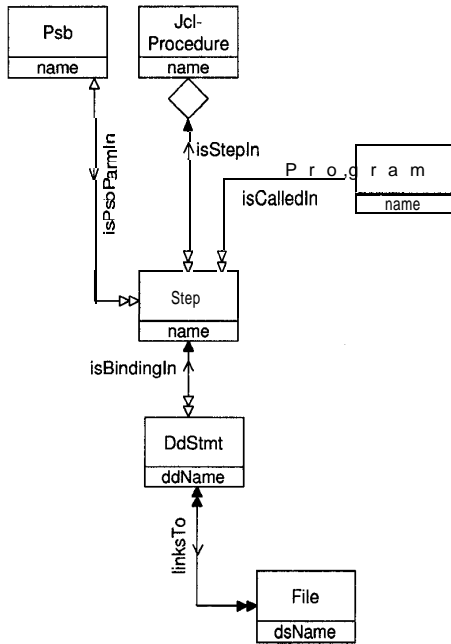 Psb
name
Jcl-
Procedure
name
isStepIn
isPsbParmIn
Program
name
isCalledIn
Step
name
isBindingIn
DdStmt
ddName
linksTo
File
dsName